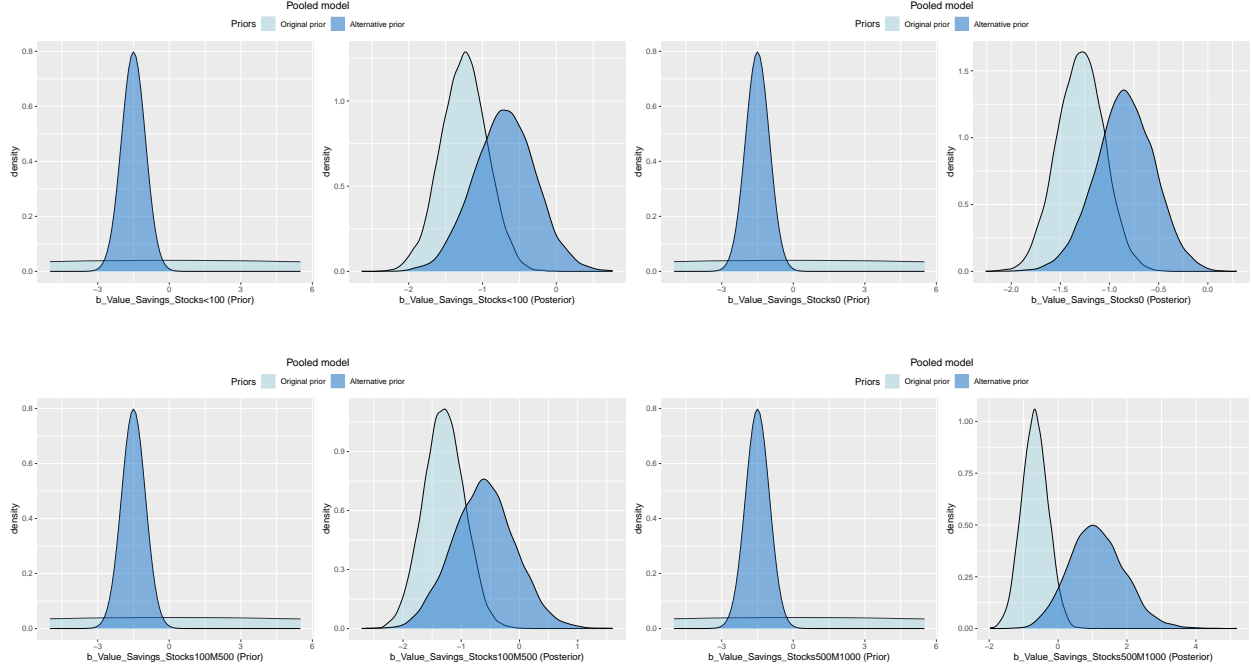 Pooled model
Priors Original prior Alternative prior
0.8
0.6
0.4
0.2
0.0
density
−3 0 3 6
b_Value_Savings_Stocks<100 (Prior)
1.0
0.5
0.0
density
−2 −1 0
b_Value_Savings_Stocks<100 (Posterior)
Pooled model
Priors Original prior Alternative prior
0.8
0.6
0.4
0.2
0.0
density
−3 0 3 6
b_Value_Savings_Stocks0 (Prior)
1.5
1.0
0.5
0.0
density
−2.0 −1.5 −1.0 −0.5 0.0
b_Value_Savings_Stocks0 (Posterior)
Pooled model
Priors Original prior Alternative prior
0.8
0.6
0.4
0.2
0.0
density
−3 0 3 6
b_Value_Savings_Stocks100M500 (Prior)
0.9
0.6
0.3
0.0
density
−2 −1 0 1
b_Value_Savings_Stocks100M500 (Posterior)
Pooled model
Priors Original prior Alternative prior
0.8
0.6
0.4
0.2
0.0
density
−3 0 3 6
b_Value_Savings_Stocks500M1000 (Prior)
1.00
0.75
0.50
0.25
0.00
density
−2 0 2 4
b_Value_Savings_Stocks500M1000 (Posterior)